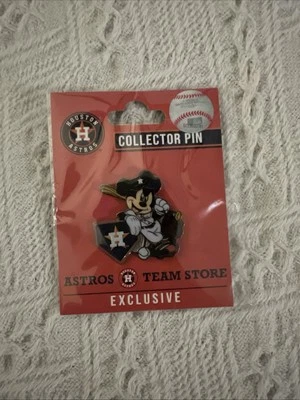 HOUSTON
H
ASTROS
COLLECTOR PIN
H
ASTROS H TEAM STORE
EXCLUSIVE